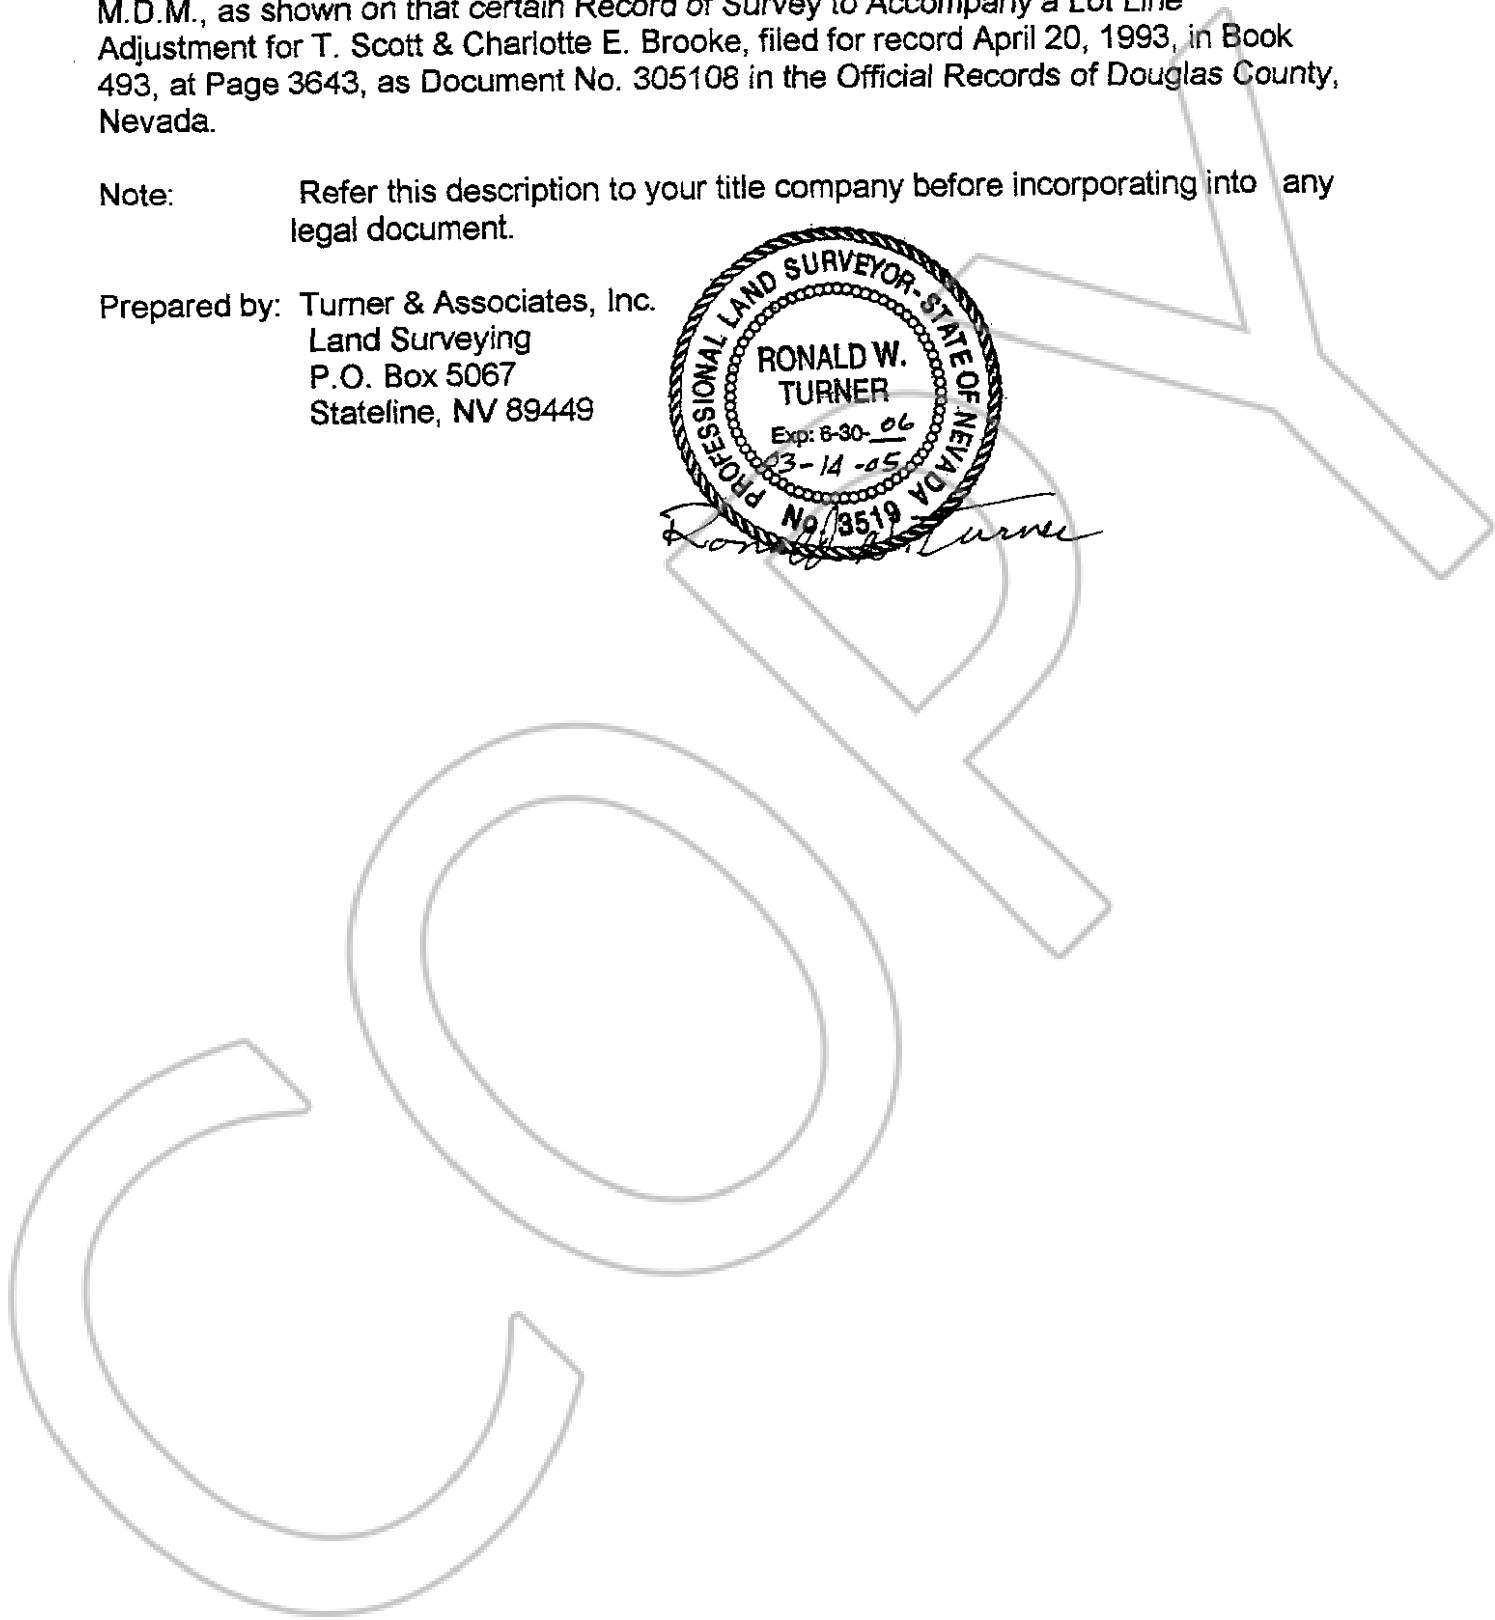 M.D.M., as shown on that certain Record of Survey to Accompany a Lot Line
Adjustment for T. Scott & Charlotte E. Brooke, filed for record April 20, 1993, in Book
493, at Page 3643, as Document No. 305108 in the Official Records of Douglas County,
Nevada.
Note: Refer this description to your title company before incorporating into any
legal document.
Prepared by: Turner & Associates, Inc.
Land Surveying
P.O. Box 5067
Stateline, NV 89449
PROFESSIONAL LAND SURVEYOR - STATE OF NEVADA
RONALD W.
TURNER
Exp: 6-30-06
03-14-05
No. 3519
Ronald W. Turner
COPY